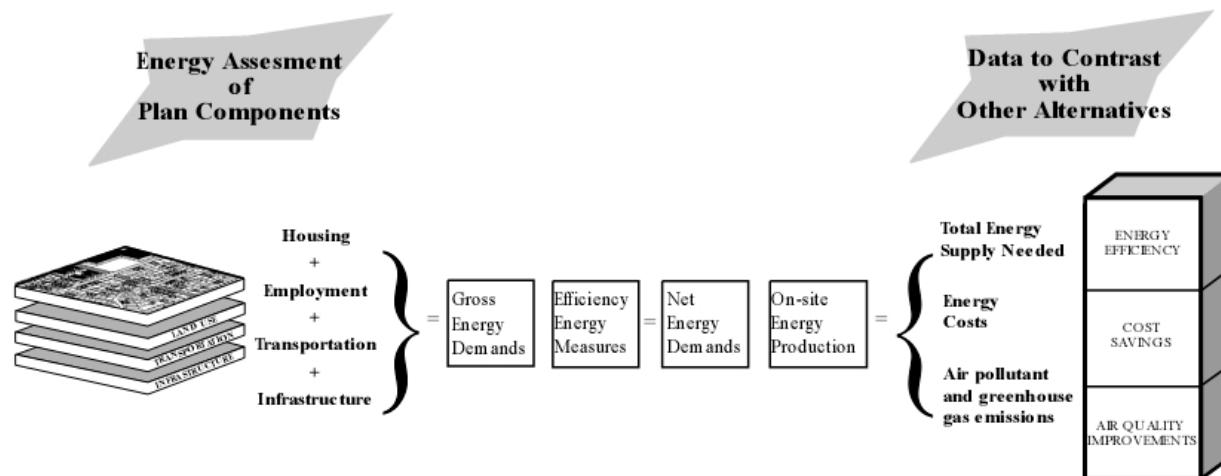 Energy Assesment
of
Plan Components
Data to Contrast
with
Other Alternatives
LAND USE
TRANSPORTATION
INFRASTRUCTURE
Housing
+
Employment
+
Transportation
+
Infrastructure
=
Gross
Energy
Demands
Efficiency
Energy
Measures
=
Net
Energy
Demands
On-site
Energy
Production
=
Total Energy
Supply Needed
Energy
Costs
Air pollutant
and greenhouse
gas emissions
ENERGY
EFFICIENCY
COST
SAVINGS
AIR QUALITY
IMPROVEMENTS